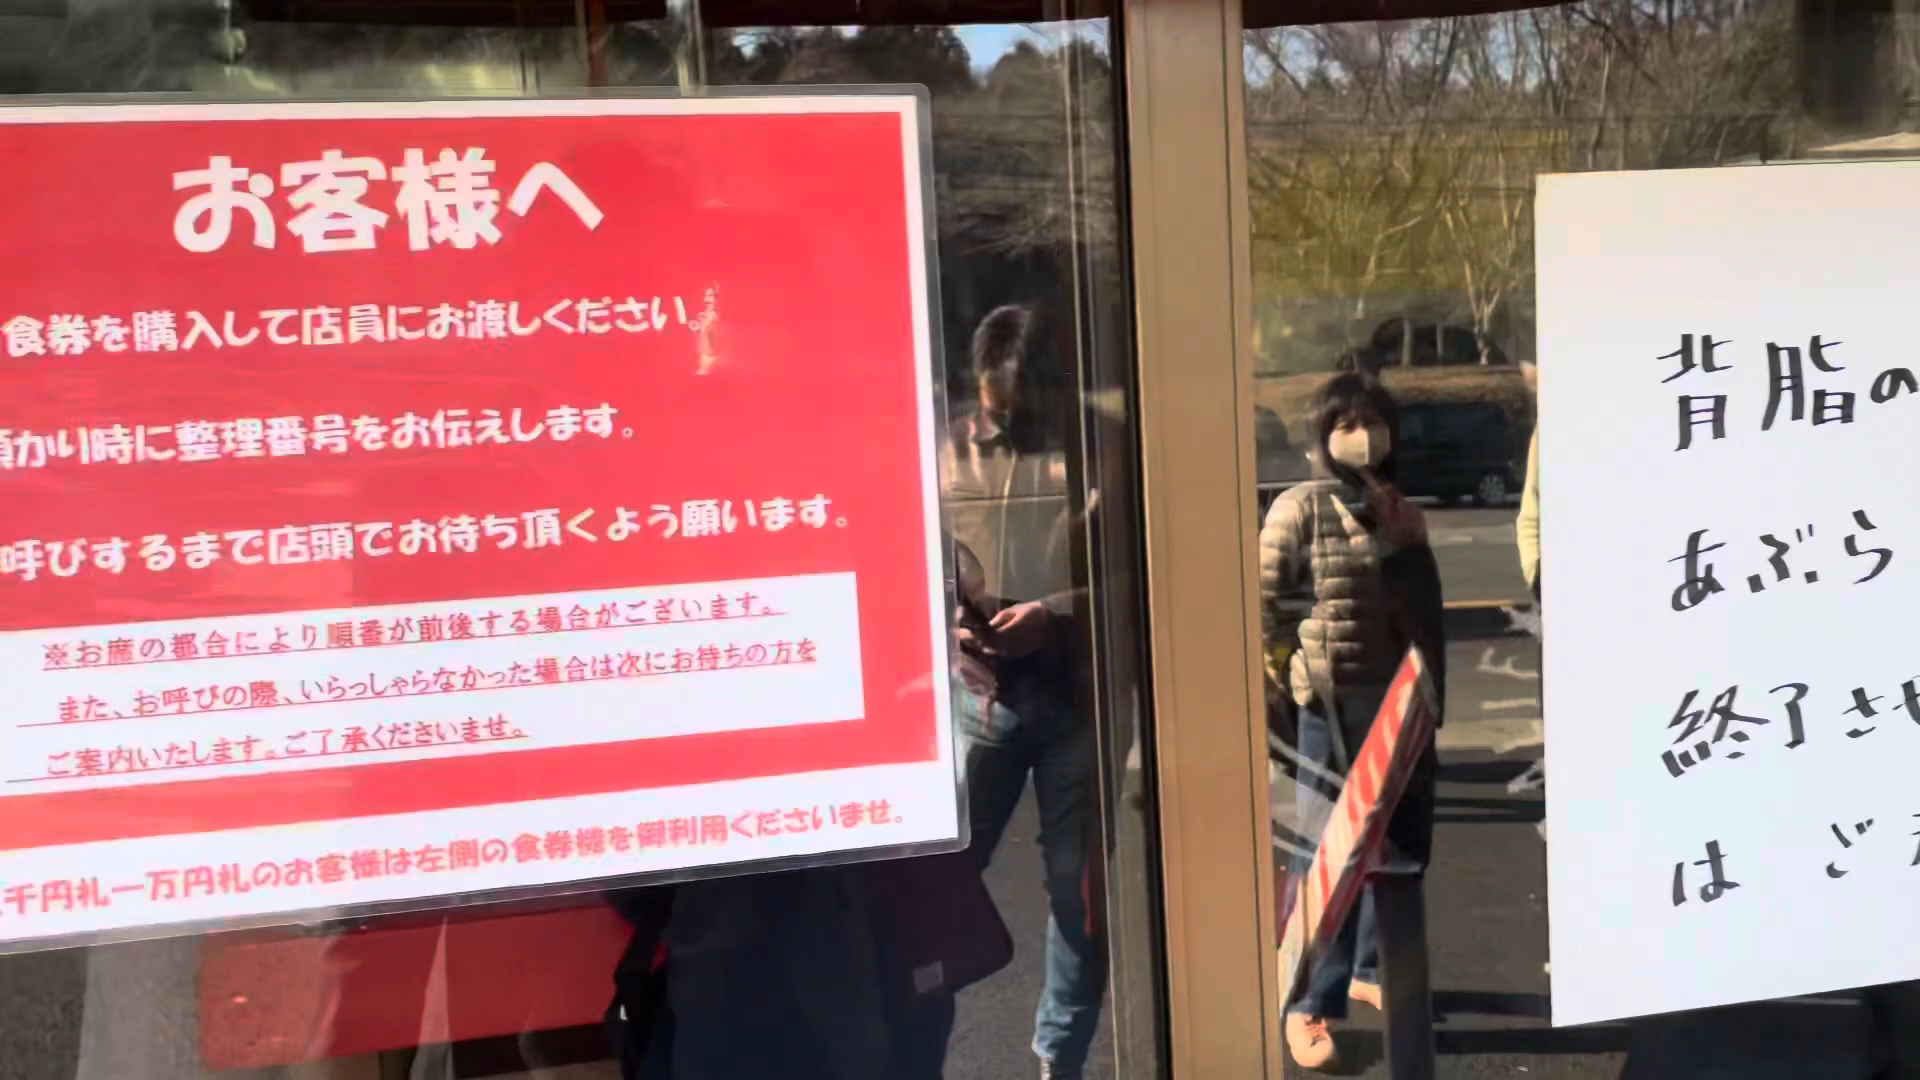 お客様へ
食券を購入して店員にお渡しください。
預かり時に整理番号をお伝えします。
呼びするまで店頭でお待ち頂くよう願います。
※お席の都合により順番が前後する場合がございます。
また、お呼びの際、いらっしゃらなかった場合は次にお待ちの方を
ご案内いたします。ご了承くださいませ。
千円札一万円札のお客様は左側の食券機を御利用くださいませ。
背脂の
あぶら
終了させ
はご